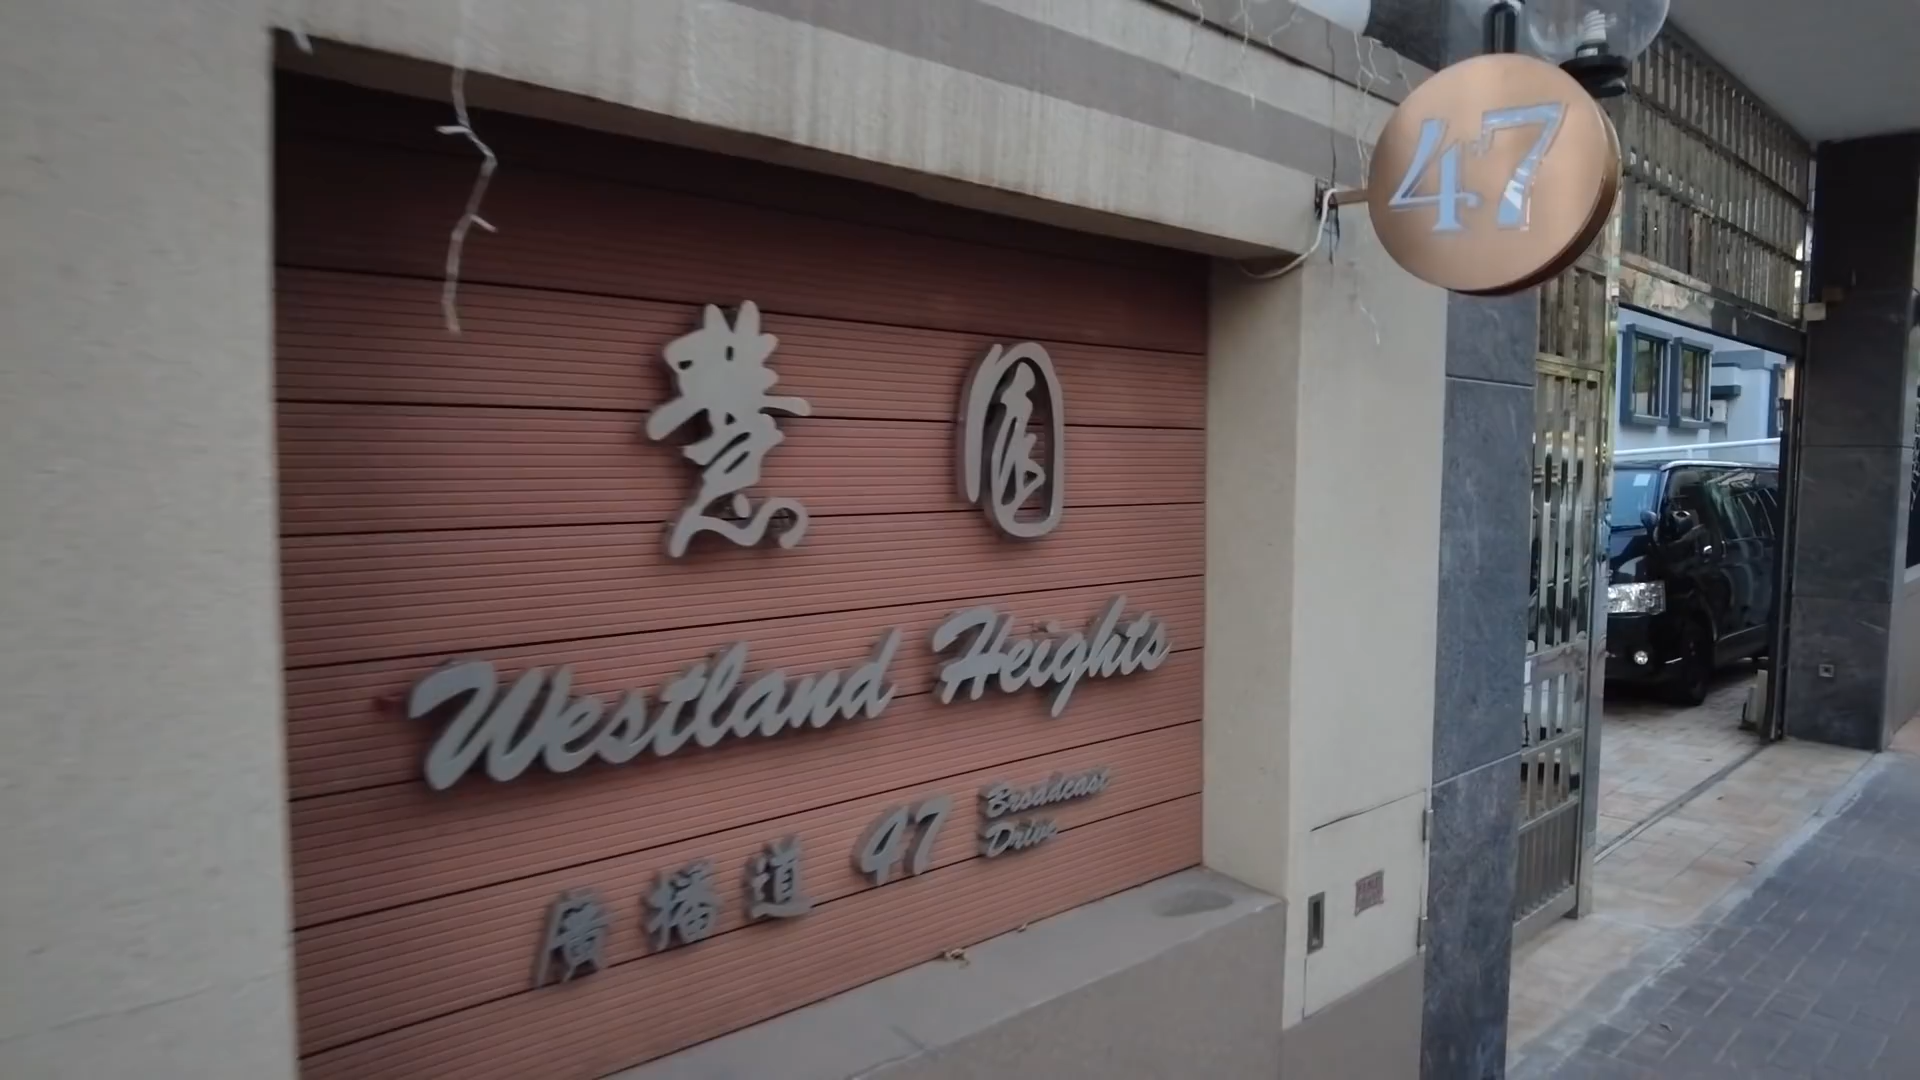 慧園
Westland Heights
廣播道 47 Broadcast
Drive
47